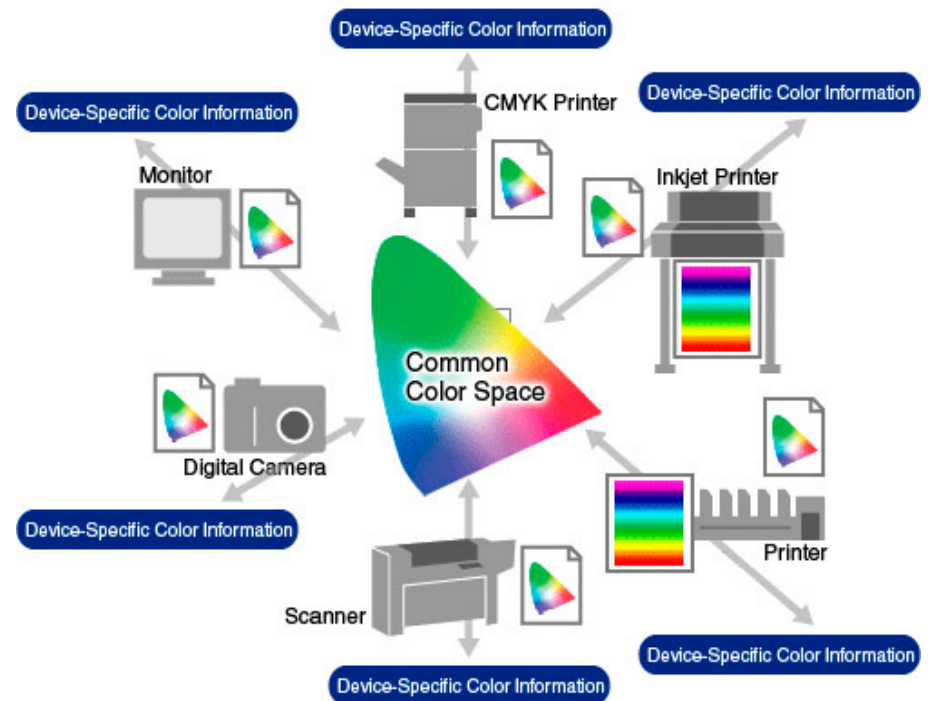 Device-Specific Color Information
CMYK Printer
Device-Specific Color Information
Device-Specific Color Information
Monitor
Inkjet Printer
Common
Color Space
Digital Camera
Device-Specific Color Information
Printer
Scanner
Device-Specific Color Information
Device-Specific Color Information